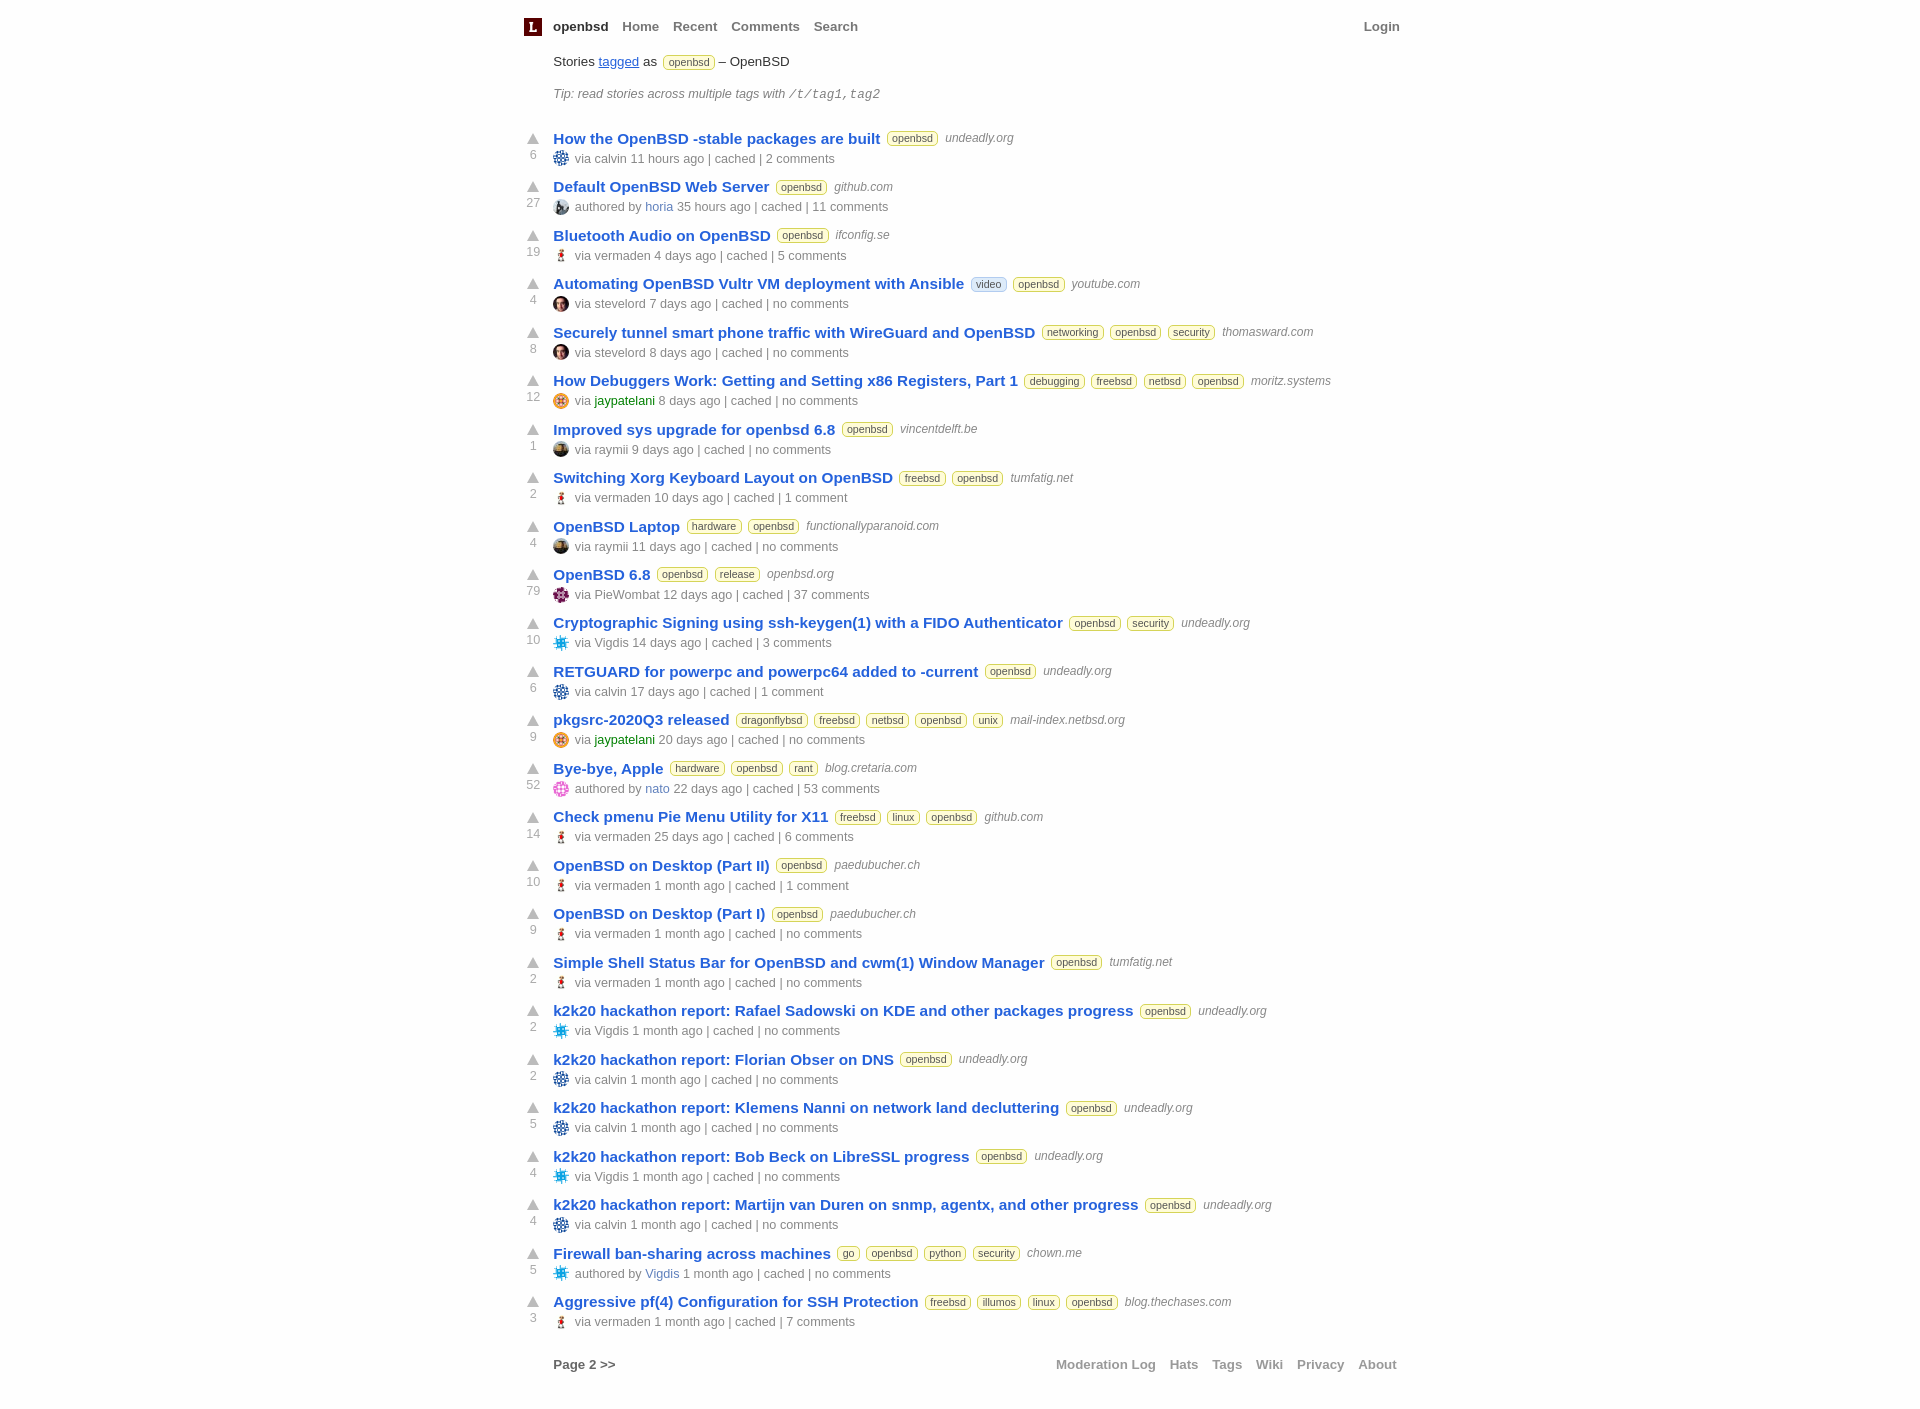 L openbsd Home Recent Comments Search Login
Stories tagged as openbsd – OpenBSD
Tip: read stories across multiple tags with /t/tag1,tag2
How the OpenBSD -stable packages are built openbsd undeadly.org
6 via calvin 11 hours ago | cached | 2 comments
Default OpenBSD Web Server openbsd github.com
27 authored by horia 35 hours ago | cached | 11 comments
Bluetooth Audio on OpenBSD openbsd ifconfig.se
19 via vermaden 4 days ago | cached | 5 comments
Automating OpenBSD Vultr VM deployment with Ansible video openbsd youtube.com
4 via stevelord 7 days ago | cached | no comments
Securely tunnel smart phone traffic with WireGuard and OpenBSD networking openbsd security thomasward.com
8 via stevelord 8 days ago | cached | no comments
How Debuggers Work: Getting and Setting x86 Registers, Part 1 debugging freebsd netbsd openbsd moritz.systems
12 via jaypatelani 8 days ago | cached | no comments
Improved sys upgrade for openbsd 6.8 openbsd vincentdelft.be
1 via raymii 9 days ago | cached | no comments
Switching Xorg Keyboard Layout on OpenBSD freebsd openbsd tumfatig.net
2 via vermaden 10 days ago | cached | 1 comment
OpenBSD Laptop hardware openbsd functionallyparanoid.com
4 via raymii 11 days ago | cached | no comments
OpenBSD 6.8 openbsd release openbsd.org
79 via PieWombat 12 days ago | cached | 37 comments
Cryptographic Signing using ssh-keygen(1) with a FIDO Authenticator openbsd security undeadly.org
10 via Vigdis 14 days ago | cached | 3 comments
RETGUARD for powerpc and powerpc64 added to -current openbsd undeadly.org
6 via calvin 17 days ago | cached | 1 comment
pkgsrc-2020Q3 released dragonflybsd freebsd netbsd openbsd unix mail-index.netbsd.org
9 via jaypatelani 20 days ago | cached | no comments
Bye-bye, Apple hardware openbsd rant blog.cretaria.com
52 authored by nato 22 days ago | cached | 53 comments
Check pmenu Pie Menu Utility for X11 freebsd linux openbsd github.com
14 via vermaden 25 days ago | cached | 6 comments
OpenBSD on Desktop (Part II) openbsd paedubucher.ch
10 via vermaden 1 month ago | cached | 1 comment
OpenBSD on Desktop (Part I) openbsd paedubucher.ch
9 via vermaden 1 month ago | cached | no comments
Simple Shell Status Bar for OpenBSD and cwm(1) Window Manager openbsd tumfatig.net
2 via vermaden 1 month ago | cached | no comments
k2k20 hackathon report: Rafael Sadowski on KDE and other packages progress openbsd undeadly.org
2 via Vigdis 1 month ago | cached | no comments
k2k20 hackathon report: Florian Obser on DNS openbsd undeadly.org
2 via calvin 1 month ago | cached | no comments
k2k20 hackathon report: Klemens Nanni on network land decluttering openbsd undeadly.org
5 via calvin 1 month ago | cached | no comments
k2k20 hackathon report: Bob Beck on LibreSSL progress openbsd undeadly.org
4 via Vigdis 1 month ago | cached | no comments
k2k20 hackathon report: Martijn van Duren on snmp, agentx, and other progress openbsd undeadly.org
4 via calvin 1 month ago | cached | no comments
Firewall ban-sharing across machines go openbsd python security chown.me
5 authored by Vigdis 1 month ago | cached | no comments
Aggressive pf(4) Configuration for SSH Protection freebsd illumos linux openbsd blog.thechases.com
3 via vermaden 1 month ago | cached | 7 comments
Page 2 >> Moderation Log Hats Tags Wiki Privacy About